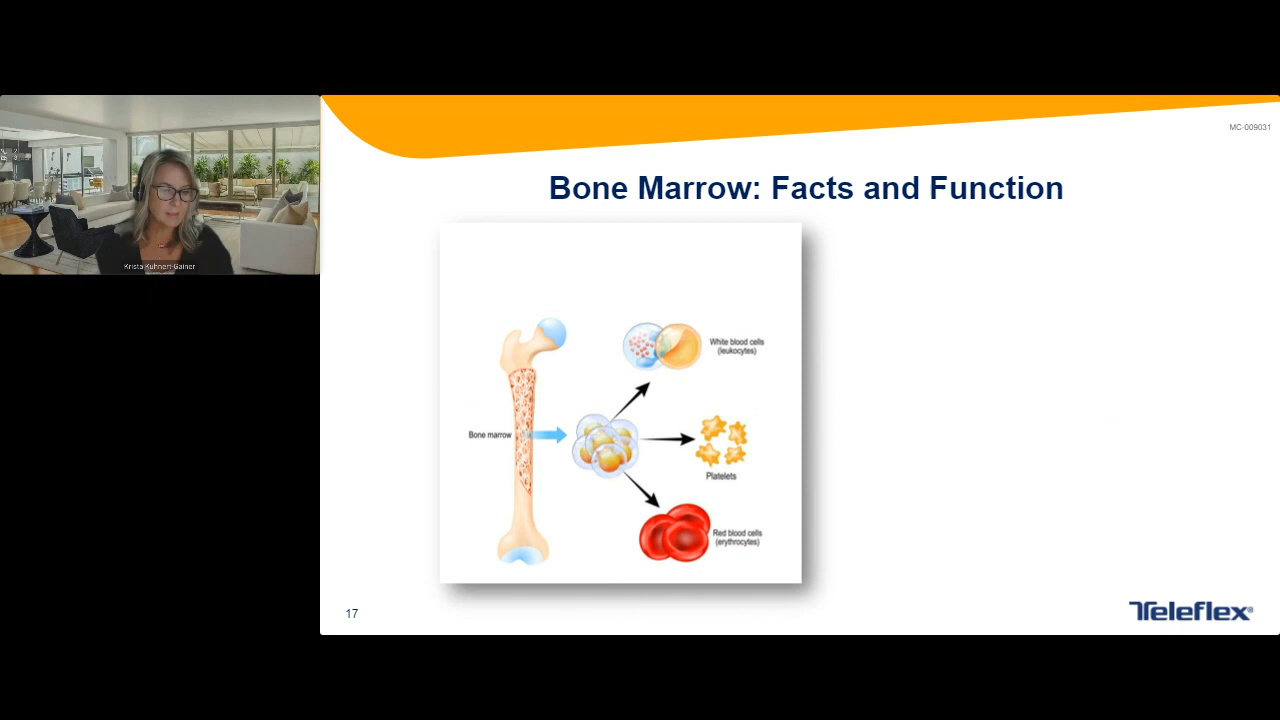 MC-009031
Bone Marrow: Facts and Function
Krista Kuhnert-Gainer
White blood cells
(leukocytes)
Bone marrow
Platelets
Red blood cells
(erythrocytes)
17
Teleflex®